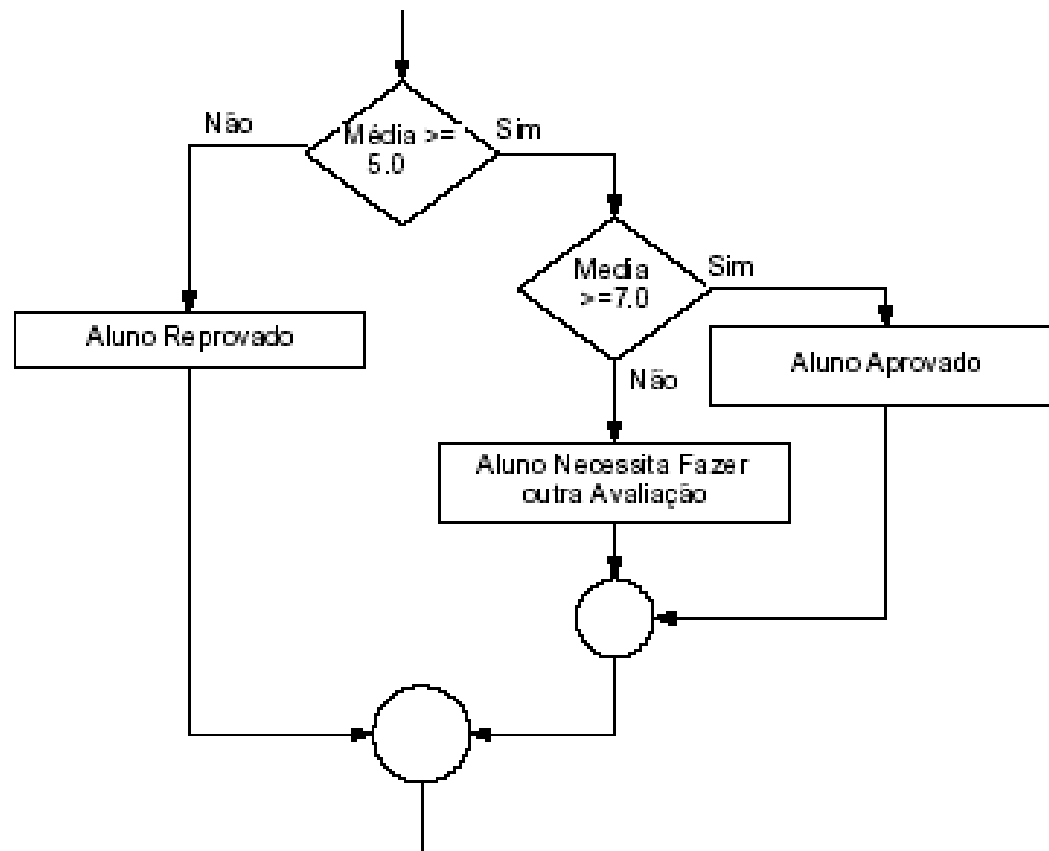 Não
Média >=
5.0
Sim
Media
>=7.0
Sim
Aluno Reprovado
Aluno Aprovado
Não
Aluno Necessita Fazer
outra Avaliação